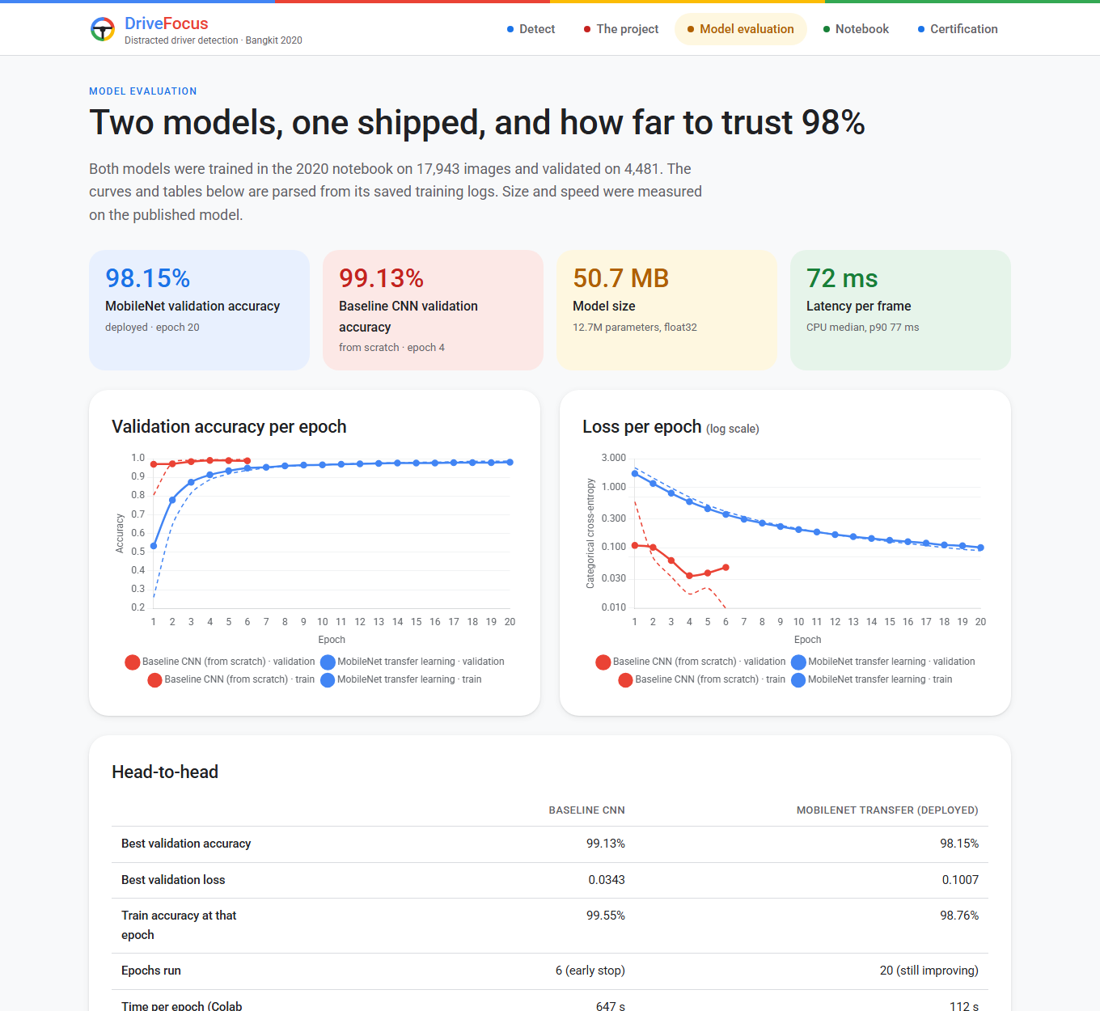 DriveFocus
Distracted driver detection · Bangkit 2020
Detect
The project
Model evaluation
Notebook
Certification
MODEL EVALUATION
Two models, one shipped, and how far to trust 98%
Both models were trained in the 2020 notebook on 17,943 images and validated on 4,481. The
curves and tables below are parsed from its saved training logs. Size and speed were measured
on the published model.
98.15%
MobileNet validation accuracy
deployed · epoch 20
99.13%
Baseline CNN validation
accuracy
from scratch · epoch 4
50.7 MB
Model size
12.7M parameters, float32
72 ms
Latency per frame
CPU median, p90 77 ms
Validation accuracy per epoch
Accuracy
1.0
0.9
0.8
0.7
0.6
0.5
0.4
0.3
0.2
1 2 3 4 5 6 7 8 9 10 11 12 13 14 15 16 17 18 19 20
Epoch
Baseline CNN (from scratch) · validation MobileNet transfer learning · validation
Baseline CNN (from scratch) · train MobileNet transfer learning · train
Loss per epoch (log scale)
Categorical cross-entropy
3.000
1.000
0.300
0.100
0.030
0.010
1 2 3 4 5 6 7 8 9 10 11 12 13 14 15 16 17 18 19 20
Epoch
Baseline CNN (from scratch) · validation MobileNet transfer learning · validation
Baseline CNN (from scratch) · train MobileNet transfer learning · train
Head-to-head
BASELINE CNN MOBILENET TRANSFER (DEPLOYED)
Best validation accuracy 99.13% 98.15%
Best validation loss 0.0343 0.1007
Train accuracy at that
epoch 99.55% 98.76%
Epochs run 6 (early stop) 20 (still improving)
Time per epoch (Colab 647 s 112 s